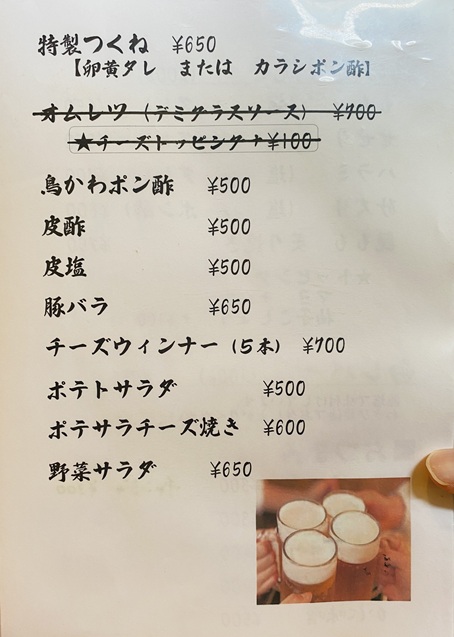 特製つくね ¥650
【卵黄ダレ または カラシポン酢】
オムレツ（デミグラスソース） ¥700
★チーズトッピング+¥100
鳥かわポン酢 ¥500
皮酢 ¥500
皮塩 ¥500
豚バラ ¥650
チーズウィンナー（5本） ¥700
ポテトサラダ ¥500
ポテサラチーズ焼き ¥600
野菜サラダ ¥650